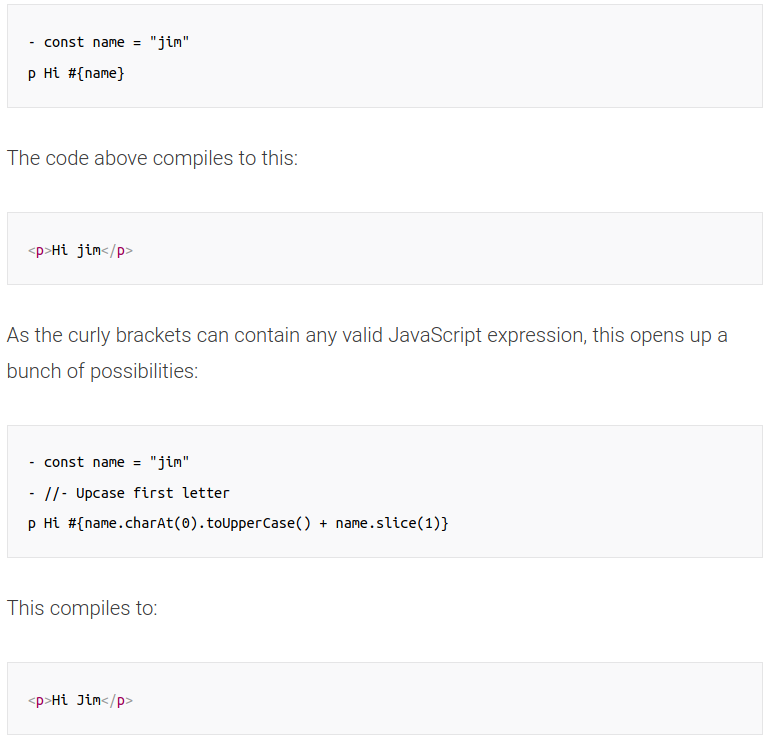 - const name = "jim"
p Hi #{name}
The code above compiles to this:
<p>Hi jim</p>
As the curly brackets can contain any valid JavaScript expression, this opens up a
bunch of possibilities:
- const name = "jim"
- //- Upcase first letter
p Hi #{name.charAt(0).toUpperCase() + name.slice(1)}
This compiles to:
<p>Hi Jim</p>